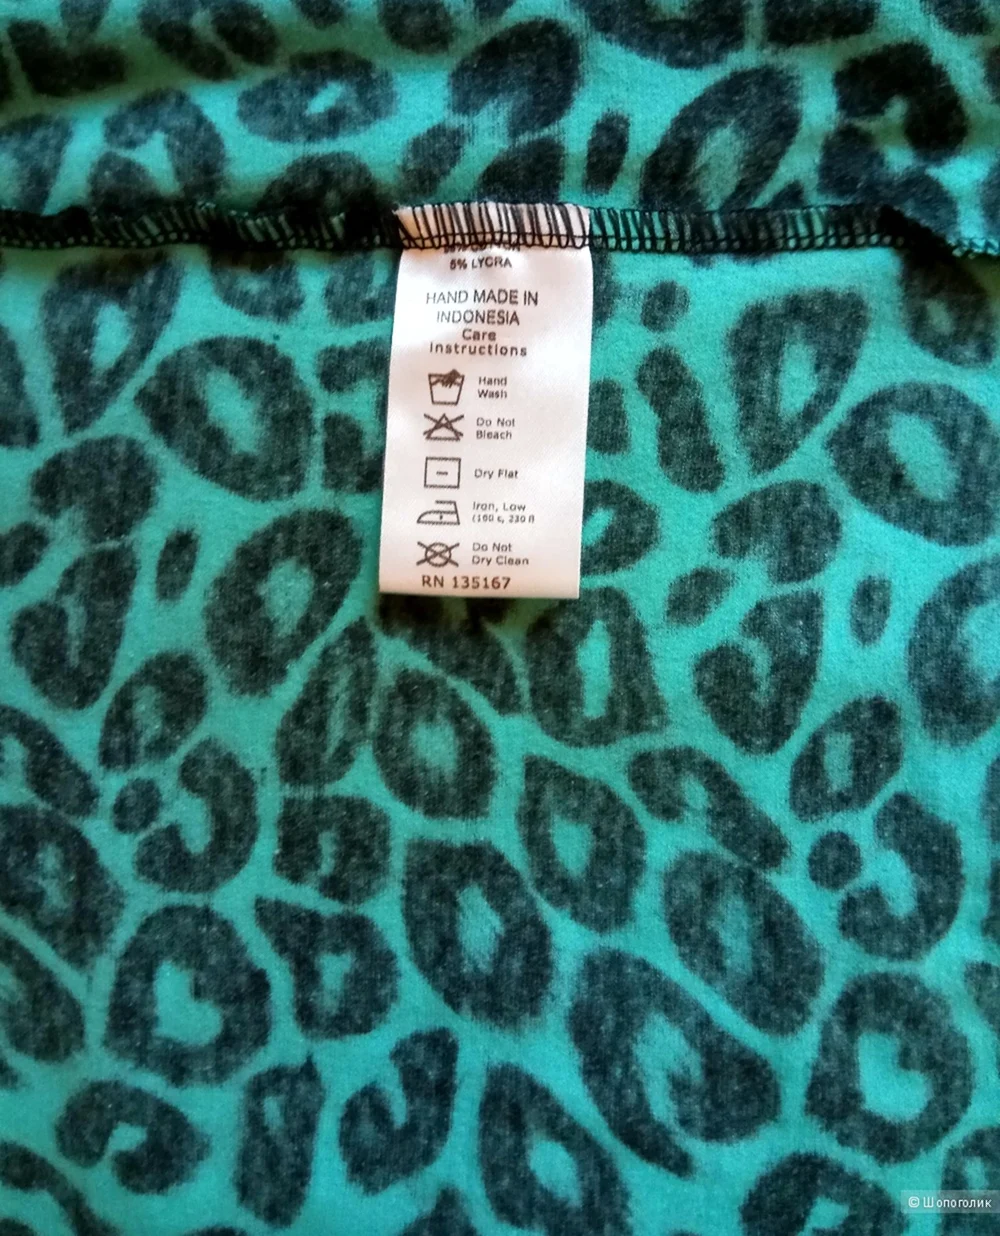 5% LYCRA
HAND MADE IN
INDONESIA
Care
Instructions
Hand
Wash
Do Not
Bleach
Dry Flat
Iron, Low
Do Not
Dry Clean
RN 135167
© Шопоголик